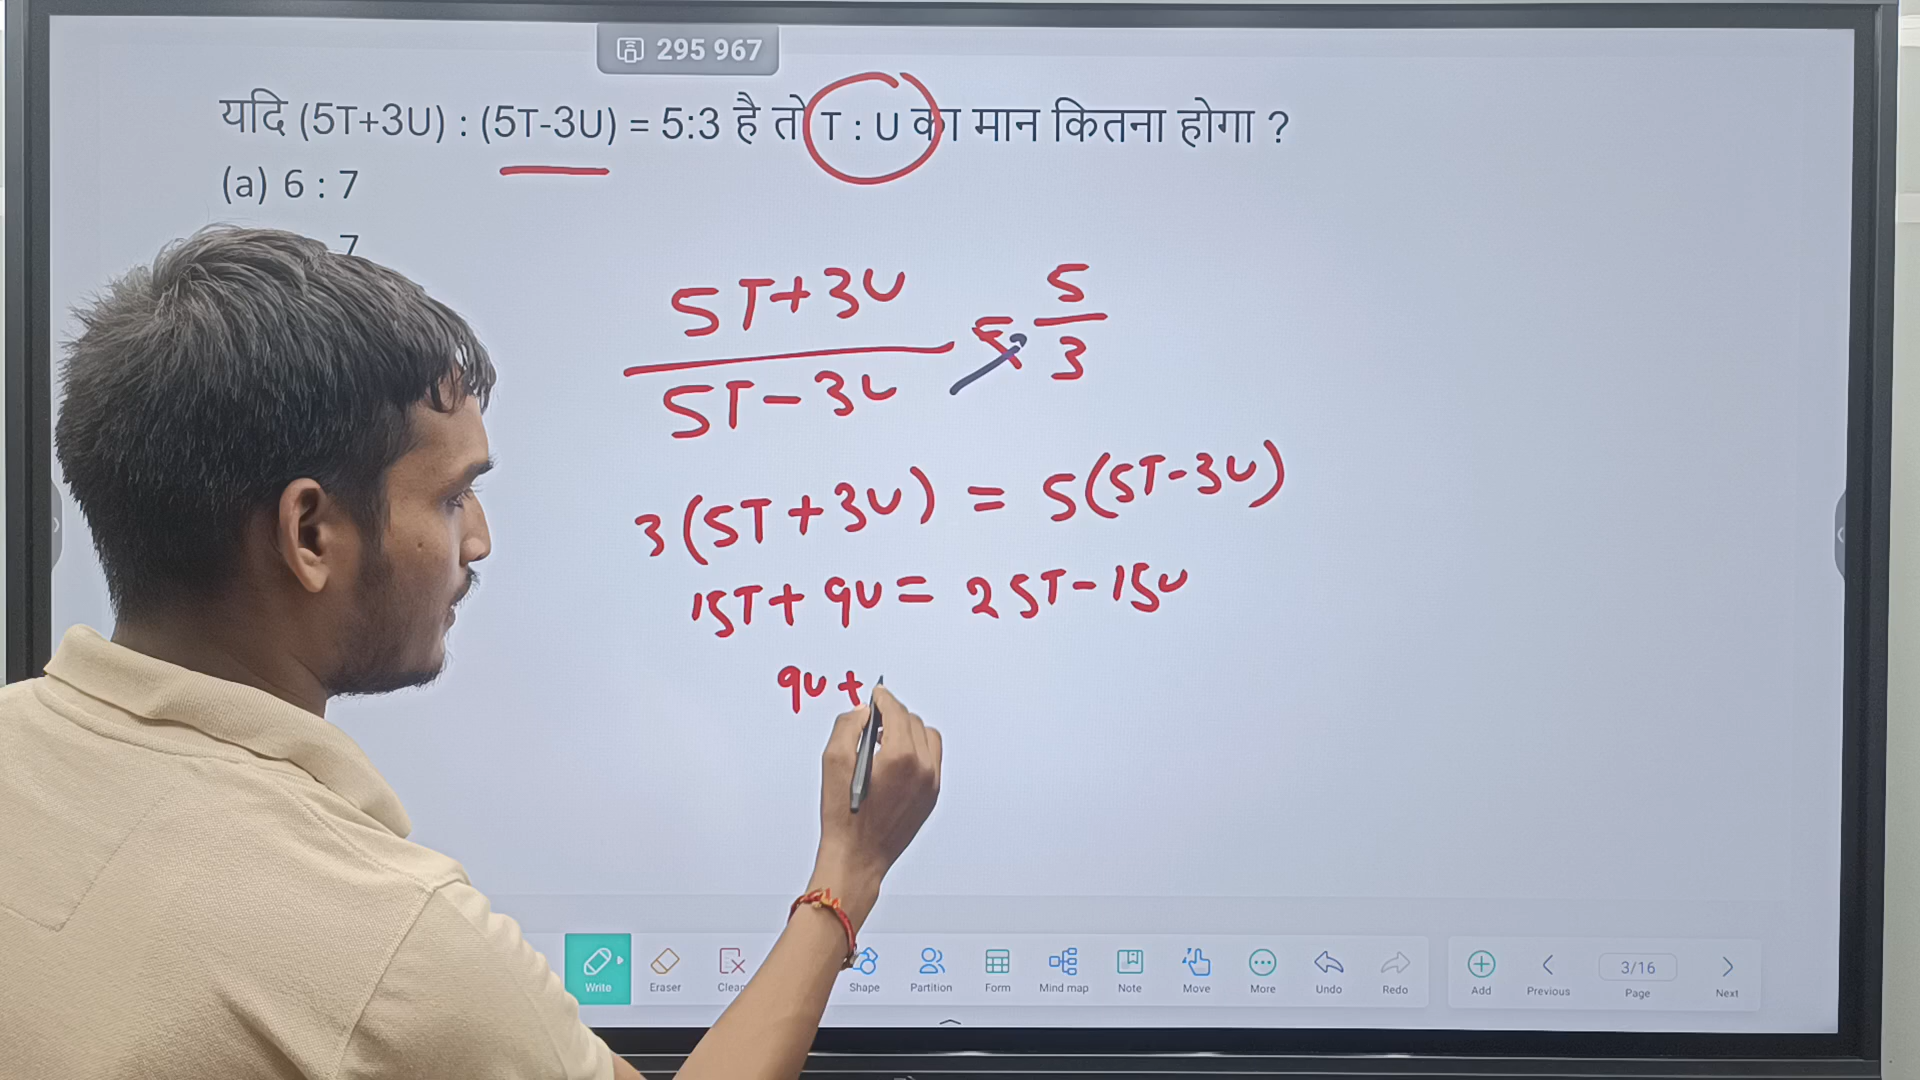 295 967
यदि (5T+3U) : (5T-3U) = 5:3 है तो T : U का मान कितना होगा ?
(a) 6 : 7
7
5T+3U
5T-3U
5
3
3(5T+3U) = 5(5T-3U)
15T+9U = 25T-15U
9U+
Write Eraser Clear Shape Partition Form Mind map Note Move More Undo Redo Add Previous 3/16 Page Next